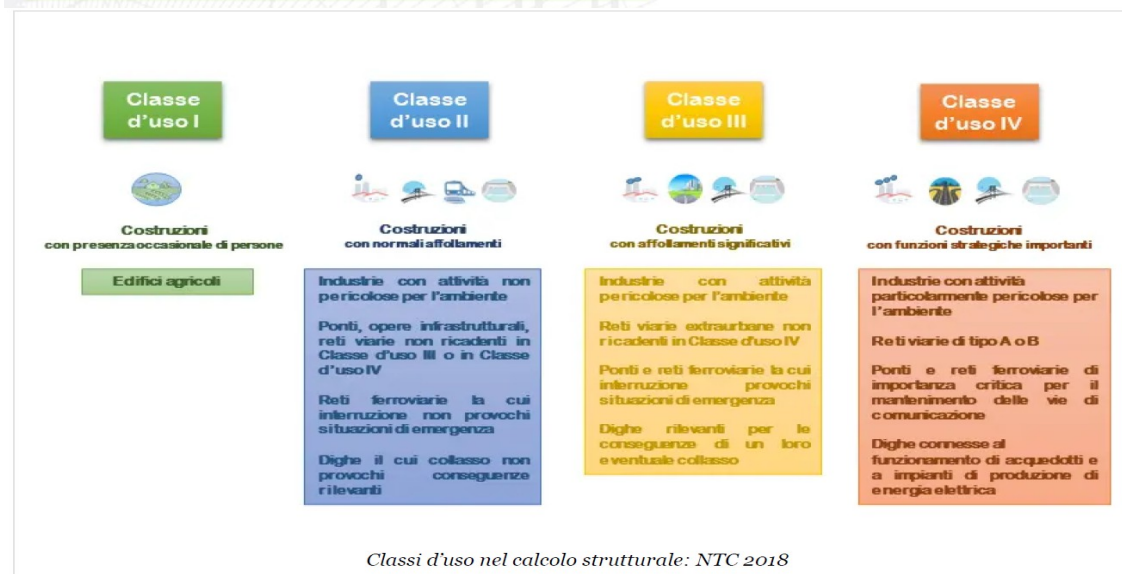 Classe
d'uso I
Classe
d'uso II
Classe
d'uso III
Classe
d'uso IV
Costruzioni
con presenza occasionale di persone
Costruzioni
con normali affollamenti
Costruzioni
con affollamenti significativi
Costruzioni
con funzioni strategiche importanti
Edifici agricoli
Industrie con attività non
pericolose per l'ambiente
Ponti, opere infrastrutturali,
reti viarie non ricadenti in
Classe d'uso III o in Classe
d'uso IV
Reti ferroviarie la cui
interruzione non provochi
situazioni di emergenza
Dighe il cui collasso non
provochi conseguenze
rilevanti
Industrie con attività
pericolose per l'ambiente
Reti viarie extraurbane non
ricadenti in Classe d'uso IV
Ponti e reti ferroviarie la cui
interruzione provochi
situazioni di emergenza
Dighe rilevanti per le
conseguenze di un loro
eventuale collasso
Industrie con attività
particolarmente pericolose per
l'ambiente
Reti viarie di tipo A o B
Ponti e reti ferroviarie di
importanza critica per il
mantenimento delle vie di
comunicazione
Dighe connesse al
funzionamento di acquedotti e
a impianti di produzione di
energia elettrica
Classi d'uso nel calcolo strutturale: NTC 2018